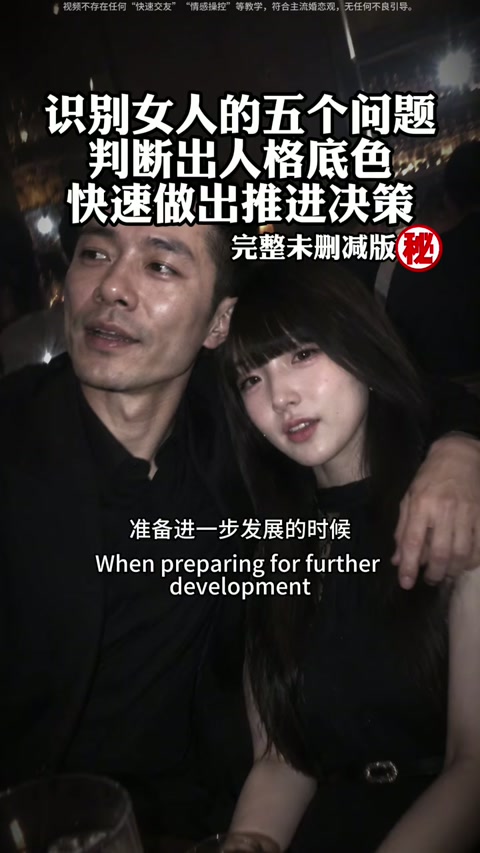 视频不存在任何“快速交友”“情感操控”等教学，符合主流婚恋观，无任何不良引导。
识别女人的五个问题
判断出人格底色
快速做出推进决策
完整未删减版 秘
准备进一步发展的时候
When preparing for further
development